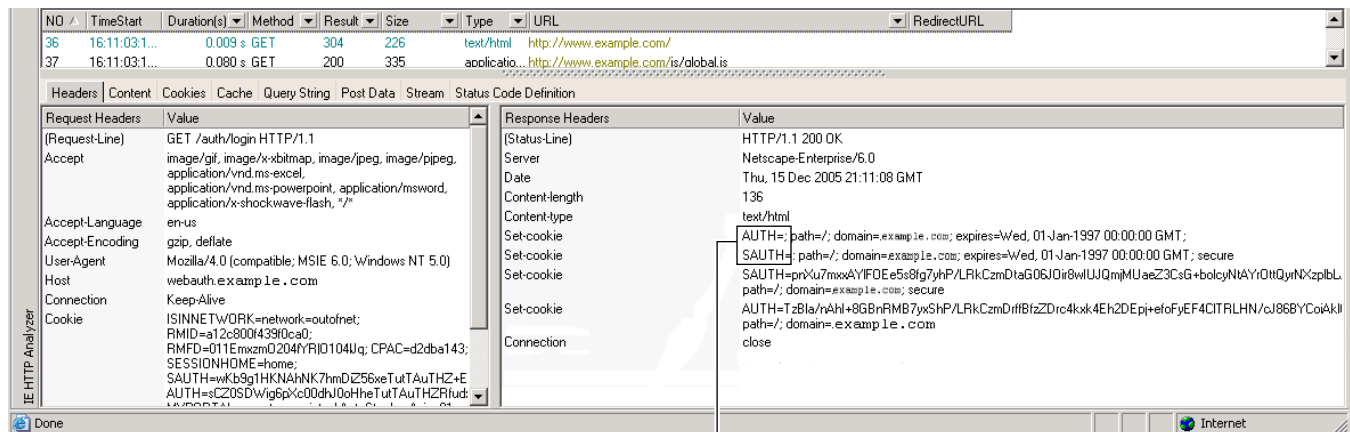 NO TimeStart Duration(s) Method Result Size Type URL RedirectURL
36 16:11:03:1... 0.009 s GET 304 226 text/html http://www.example.com/
37 16:11:03:1... 0.080 s GET 200 335 applicatio... http://www.example.com/js/global.js
Headers Content Cookies Cache Query String Post Data Stream Status Code Definition
Request Headers Value
(Request-Line) GET /auth/login HTTP/1.1
Accept image/gif, image/x-xbitmap, image/jpeg, image/pjpeg,
application/vnd.ms-excel,
application/vnd.ms-powerpoint, application/msword,
application/x-shockwave-flash, */*
Accept-Language en-us
Accept-Encoding gzip, deflate
User-Agent Mozilla/4.0 (compatible; MSIE 6.0; Windows NT 5.0)
Host webauth.example.com
Connection Keep-Alive
Cookie ISINNETWORK=network=outofnet;
RMID=a12c800f439f0ca0;
CPAC=d2dba143;
SESSIONHOME=home;
Response Headers Value
(Status-Line) HTTP/1.1 200 OK
Server Netscape-Enterprise/6.0
Date Thu, 15 Dec 2005 21:11:08 GMT
Content-length 136
Content-type text/html
Set-cookie AUTH=; path=/; domain=.example.com; expires=Wed, 01-Jan-1997 00:00:00 GMT;
Set-cookie SAUTH=; path=/; domain=.example.com; expires=Wed, 01-Jan-1997 00:00:00 GMT; secure
Set-cookie
path=/; domain=.example.com; secure
Set-cookie
path=/; domain=.example.com
Connection close
IE HTTP Analyzer
Done Internet